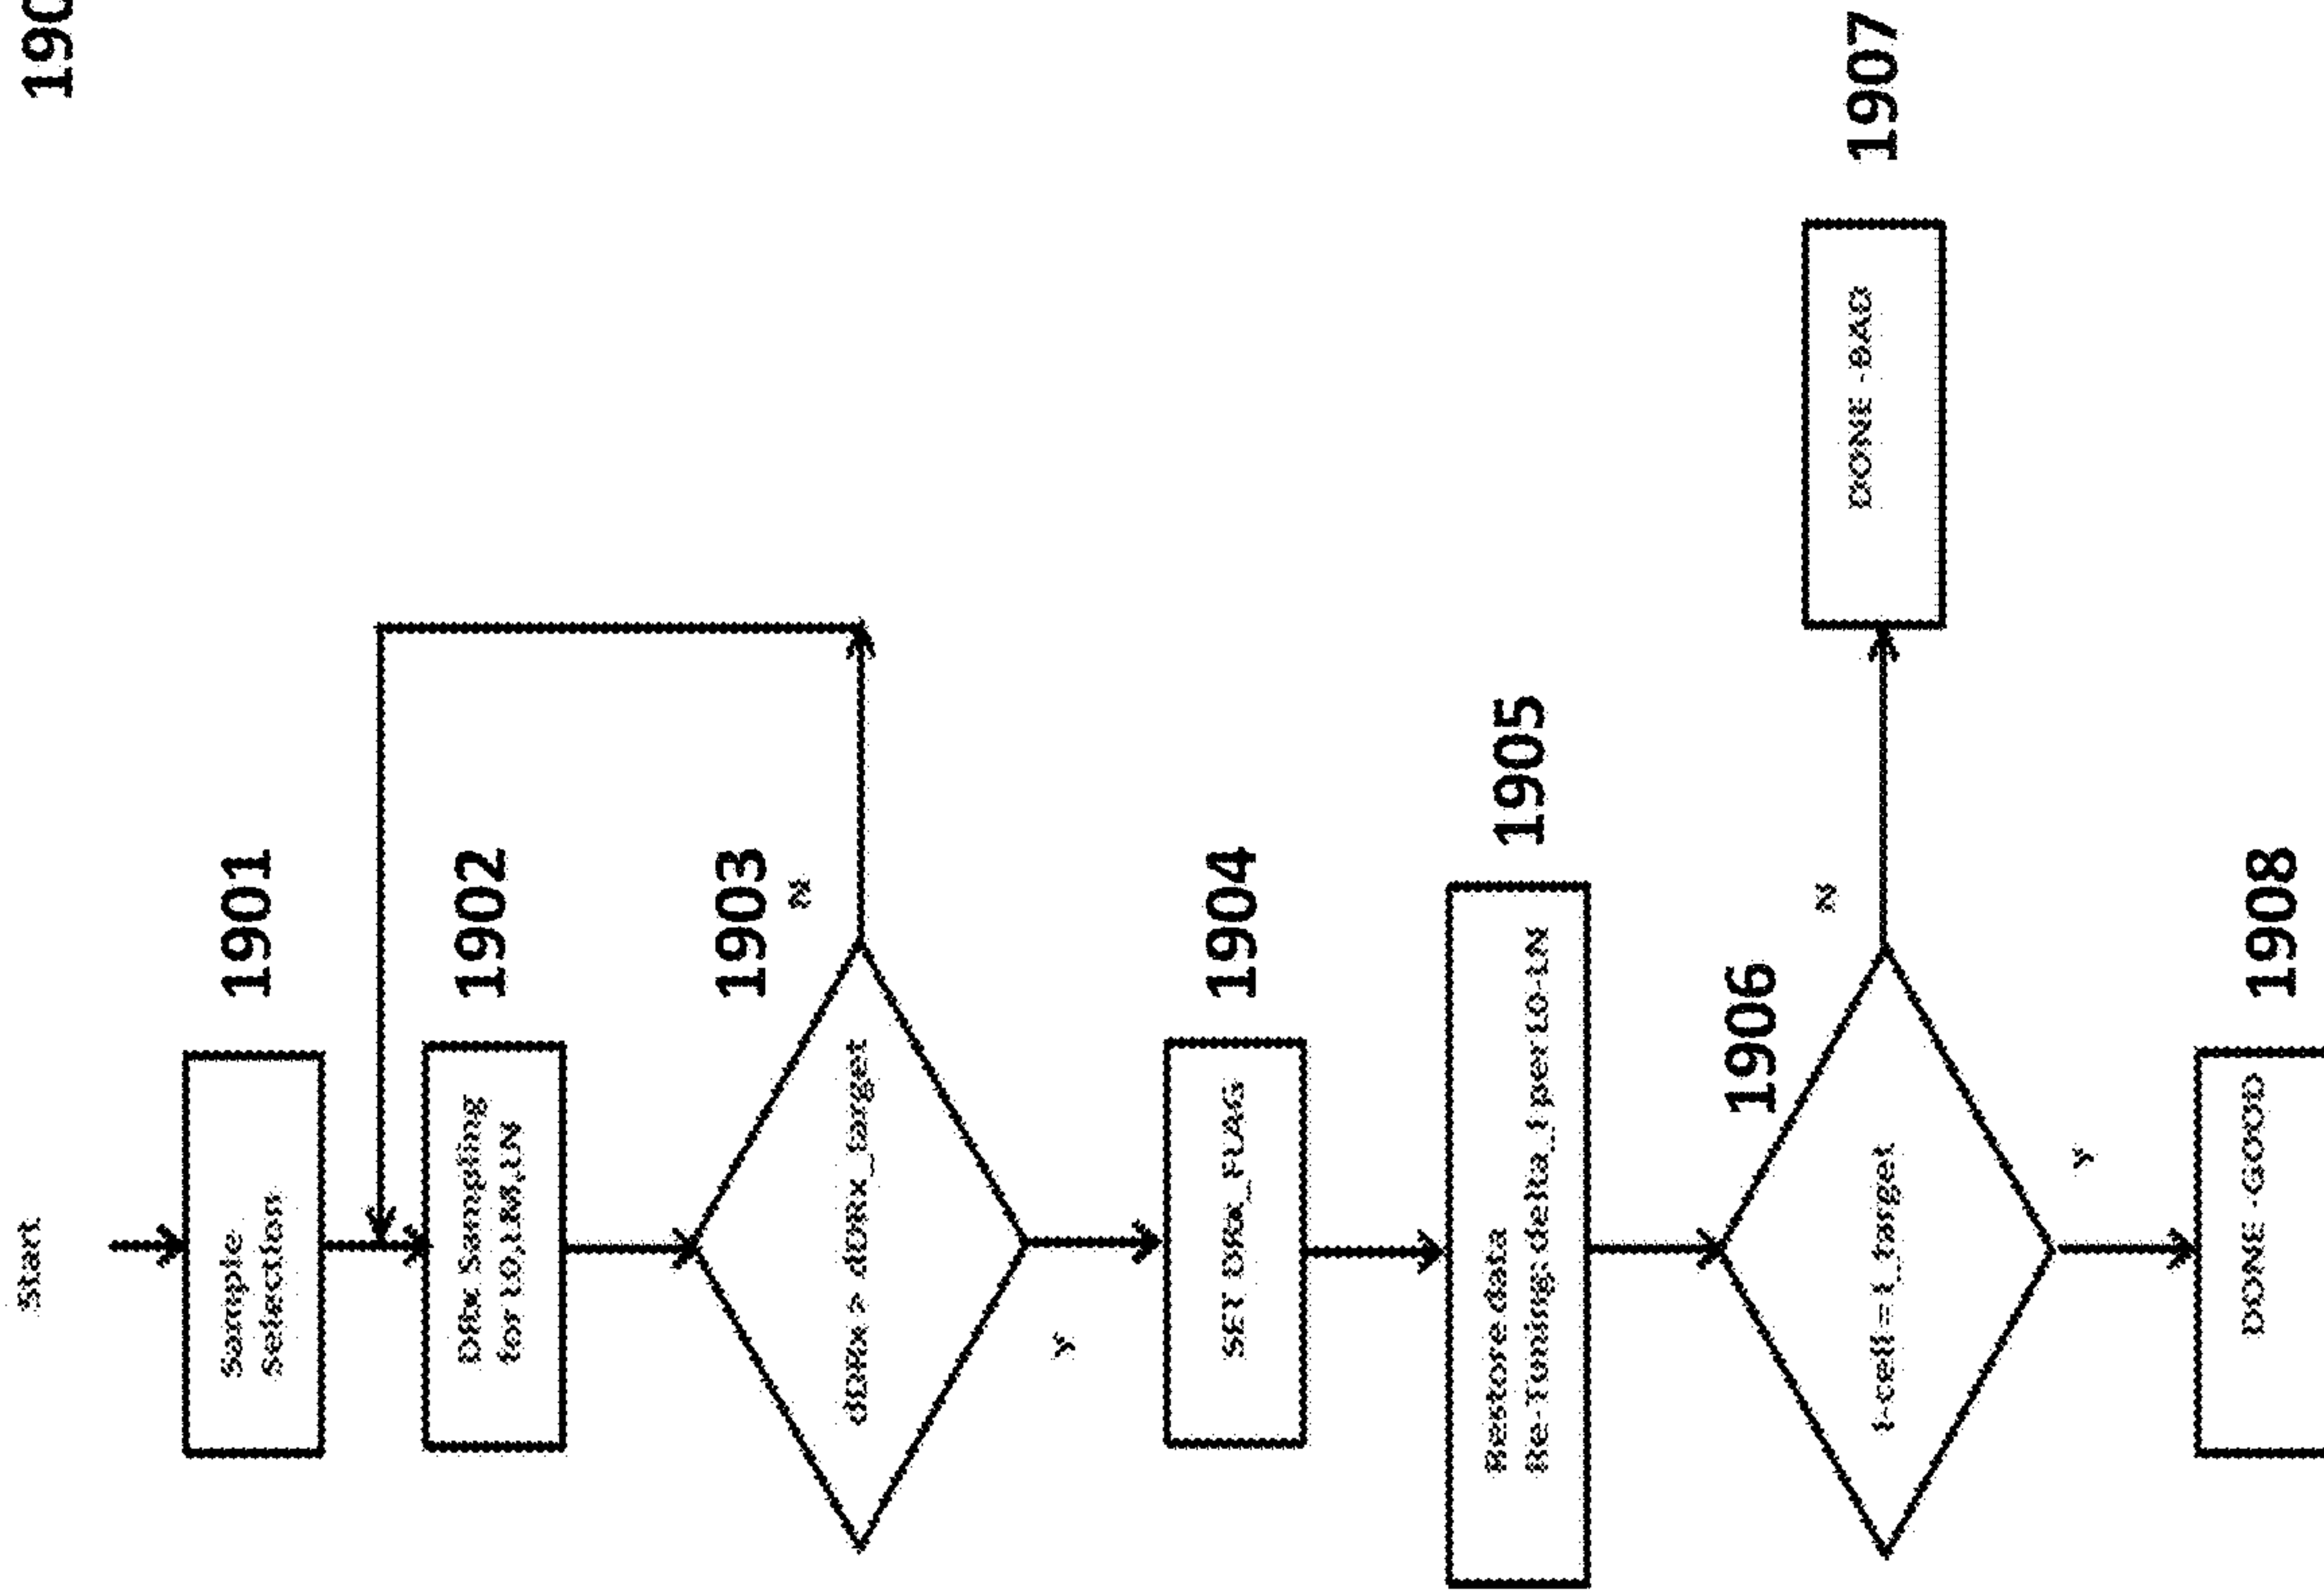 Start
1901
Sample
Selection
1902
DRx Sampling
for L0,LM,LN
1903
dDRx > dDRx_target
N
Y
1904
SET DRx_FLAG
1905
Restore data
Re-Tuning: delta_I per L0-LN
1906
I-cell = I_target
N
1907
DONE -BAD
Y
1908
DONE -GOOD